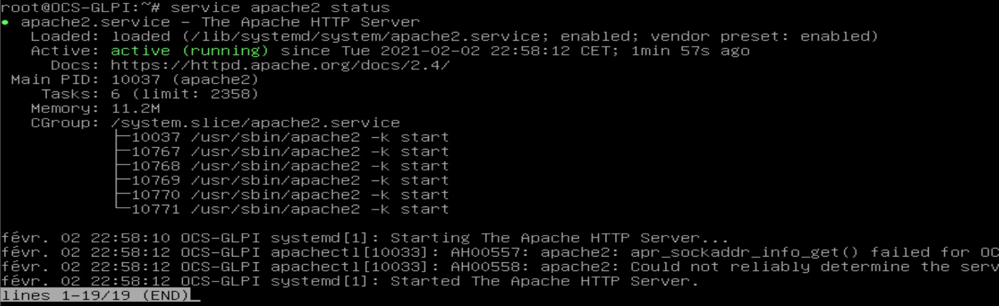 root@OCS-GLPI:~# service apache2 status
● apache2.service – The Apache HTTP Server
   Loaded: loaded (/lib/systemd/system/apache2.service; enabled; vendor preset: enabled)
   Active: active (running) since Tue 2021-02-02 22:58:12 CET; 1min 57s ago
     Docs: https://httpd.apache.org/docs/2.4/
 Main PID: 10037 (apache2)
    Tasks: 6 (limit: 2358)
   Memory: 11.2M
   CGroup: /system.slice/apache2.service
           ├─10037 /usr/sbin/apache2 -k start
           ├─10767 /usr/sbin/apache2 -k start
           ├─10768 /usr/sbin/apache2 -k start
           ├─10769 /usr/sbin/apache2 -k start
           ├─10770 /usr/sbin/apache2 -k start
           └─10771 /usr/sbin/apache2 -k start
févr. 02 22:58:10 OCS-GLPI systemd[1]: Starting The Apache HTTP Server...
févr. 02 22:58:12 OCS-GLPI apachectl[10033]: AH00557: apache2: apr_sockaddr_info_get() failed for OC
févr. 02 22:58:12 OCS-GLPI apachectl[10033]: AH00558: apache2: Could not reliably determine the serv
févr. 02 22:58:12 OCS-GLPI systemd[1]: Started The Apache HTTP Server.
lines 1-19/19 (END)